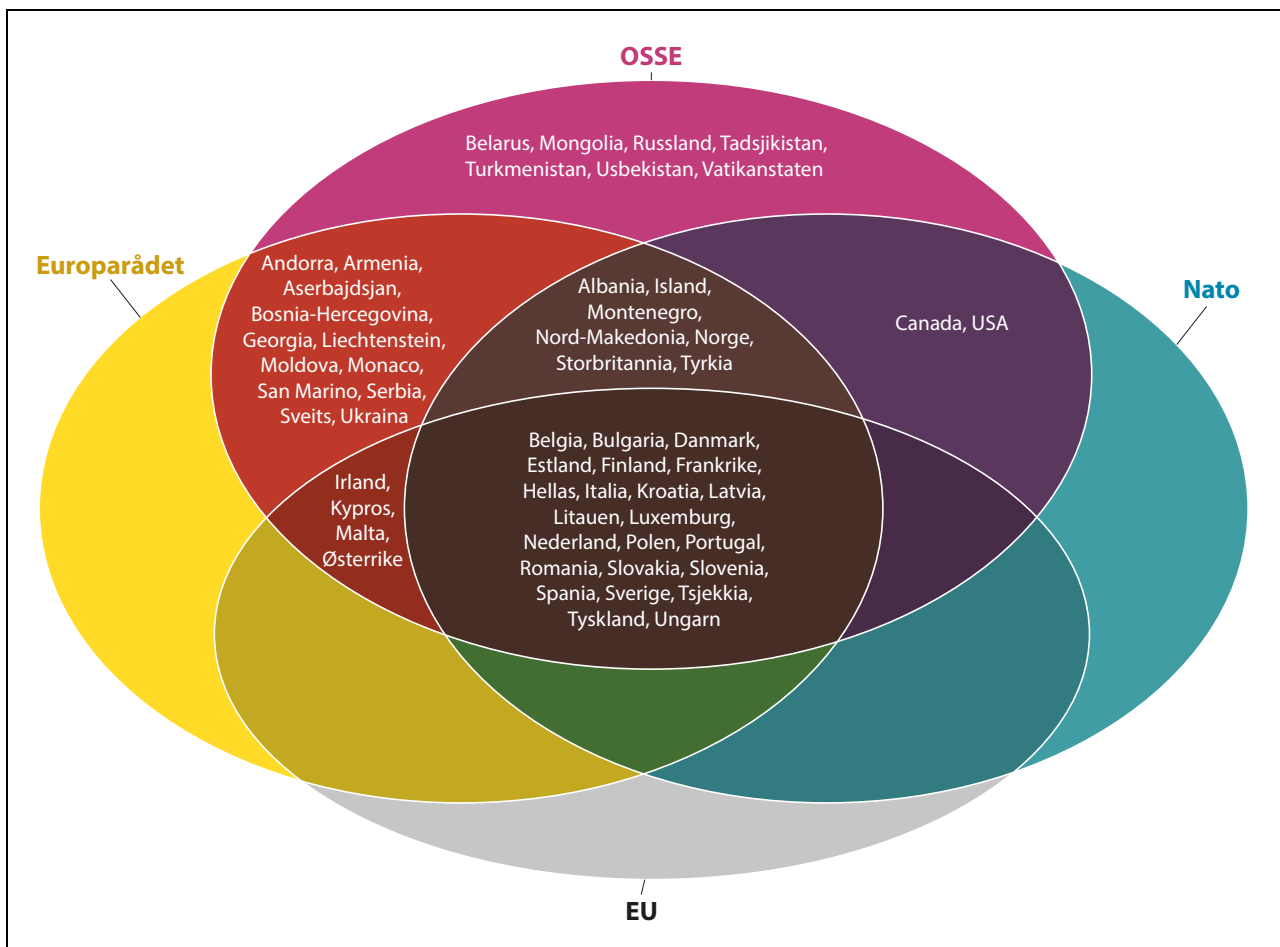 OSSE
Belarus, Mongolia, Russland, Tadsjikistan,
Turkmenistan, Usbekistan, Vatikanstaten
Europarådet
Andorra, Armenia,
Aserbajdsjan,
Bosnia-Hercegovina,
Georgia, Liechtenstein,
Moldova, Monaco,
San Marino, Serbia,
Sveits, Ukraina
Albania, Island,
Montenegro,
Nord-Makedonia, Norge,
Storbritannia, Tyrkia
Canada, USA
Nato
Irland,
Kypros,
Malta,
Østerrike
Belgia, Bulgaria, Danmark,
Estland, Finland, Frankrike,
Hellas, Italia, Kroatia, Latvia,
Litauen, Luxemburg,
Nederland, Polen, Portugal,
Romania, Slovakia, Slovenia,
Spania, Sverige, Tsjekkia,
Tyskland, Ungarn
EU